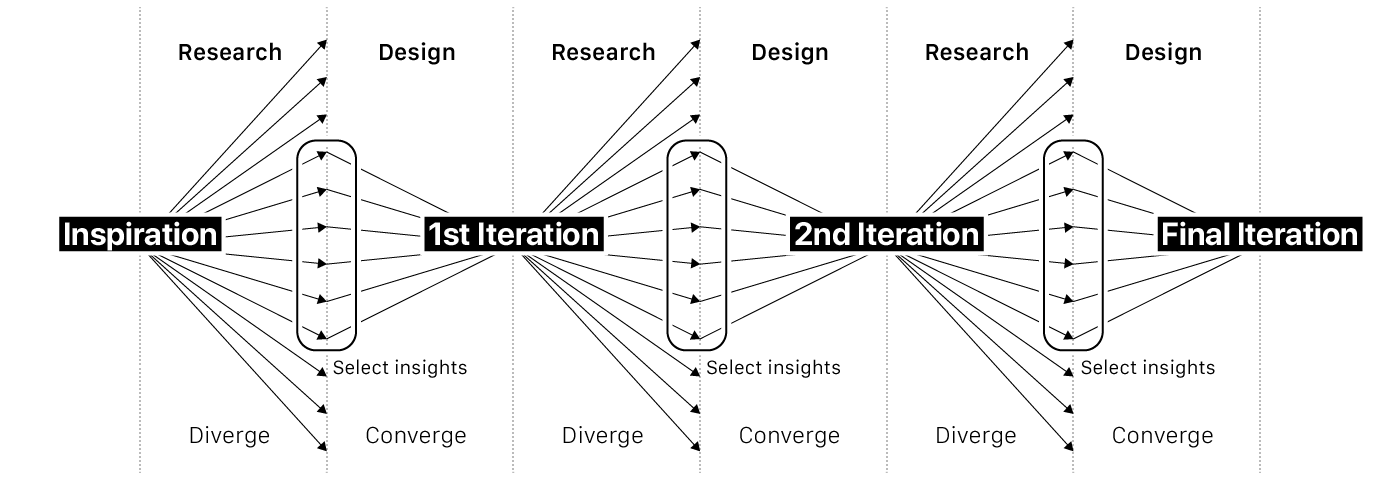 Research
Design
Research
Design
Research
Design
Inspiration
1st Iteration
2nd Iteration
Final Iteration
Select insights
Select insights
Select insights
Diverge
Converge
Diverge
Converge
Diverge
Converge